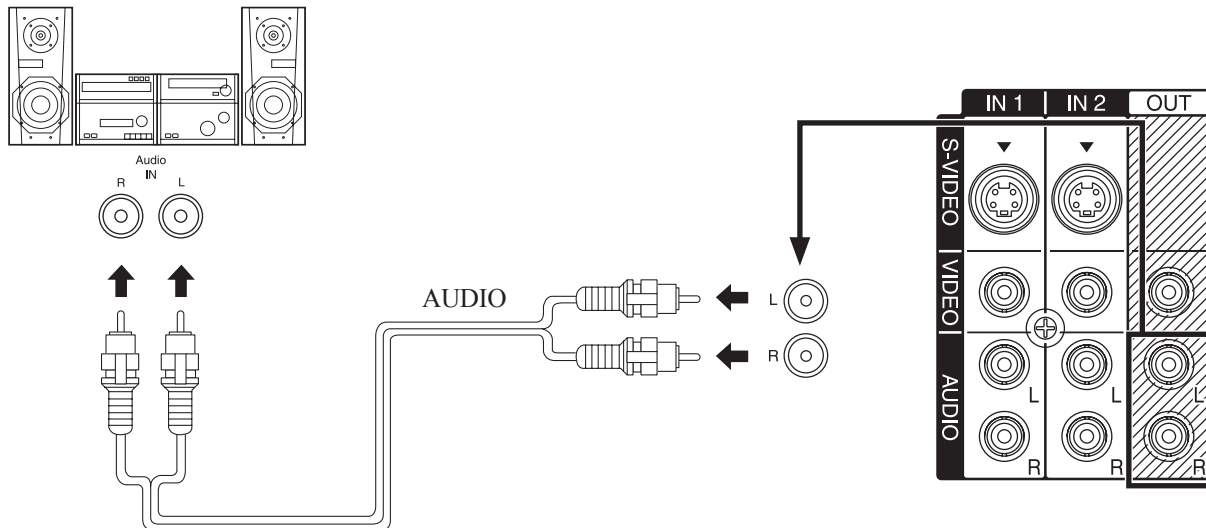 Audio
IN
R L
AUDIO
L
R
IN 1 IN 2 OUT
S-VIDEO
VIDEO
AUDIO
L L L
R R R